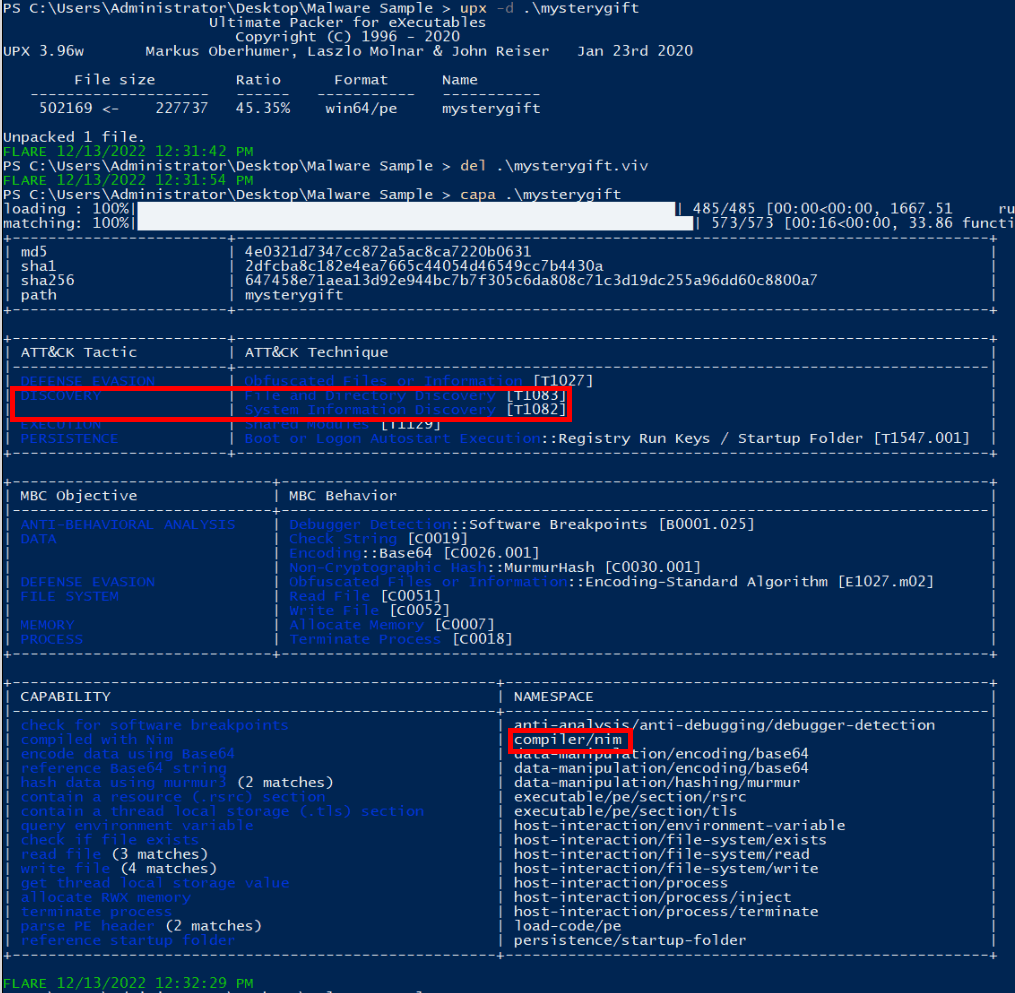 PS C:\Users\Administrator\Desktop\Malware Sample > upx -d .\mysterygift
Ultimate Packer for eXecutables
Copyright (C) 1996 - 2020
UPX 3.96w Markus Oberhumer, Laszlo Molnar & John Reiser Jan 23rd 2020
File size Ratio Format Name
-------------------- ------ ----------- -----------
502169 <- 227737 45.35% win64/pe mysterygift
Unpacked 1 file.
FLARE 12/13/2022 12:31:42 PM
PS C:\Users\Administrator\Desktop\Malware Sample > del .\mysterygift.viv
FLARE 12/13/2022 12:31:54 PM
PS C:\Users\Administrator\Desktop\Malware Sample > capa .\mysterygift
loading : 100%| | 485/485 [00:00<00:00, 1667.51 ru
matching: 100%| | 573/573 [00:16<00:00, 33.86 functi
| md5 | 4e0321d7347cc872a5ac8ca7220b0631 |
| sha1 | 2dfcba8c182e4ea7665c44054d46549cc7b4430a |
| sha256 | 647458e71aea13d92e944bc7b7f305c6da808c71c3d19dc255a96dd60c8800a7 |
| path | mysterygift |
| ATT&CK Tactic | ATT&CK Technique |
| DEFENSE EVASION | Obfuscated Files or Information [T1027] |
| DISCOVERY | File and Directory Discovery [T1083] |
| | System Information Discovery [T1082] |
| EXECUTION | Shared Modules [T1129] |
| PERSISTENCE | Boot or Logon Autostart Execution::Registry Run Keys / Startup Folder [T1547.001] |
| MBC Objective | MBC Behavior |
| ANTI-BEHAVIORAL ANALYSIS | Debugger Detection::Software Breakpoints [B0001.025] |
| DATA | Check String [C0019] |
| | Encoding::Base64 [C0026.001] |
| | Non-Cryptographic Hash::MurmurHash [C0030.001] |
| DEFENSE EVASION | Obfuscated Files or Information::Encoding-Standard Algorithm [E1027.m02] |
| FILE SYSTEM | Read File [C0051] |
| | Write File [C0052] |
| MEMORY | Allocate Memory [C0007] |
| PROCESS | Terminate Process [C0018] |
| CAPABILITY | NAMESPACE |
| check for software breakpoints | anti-analysis/anti-debugging/debugger-detection |
| compiled with Nim | compiler/nim |
| encode data using Base64 | data-manipulation/encoding/base64 |
| reference Base64 string | data-manipulation/encoding/base64 |
| hash data using murmur3 (2 matches) | data-manipulation/hashing/murmur |
| contain a resource (.rsrc) section | executable/pe/section/rsrc |
| contain a thread local storage (.tls) section | executable/pe/section/tls |
| query environment variable | host-interaction/environment-variable |
| check if file exists | host-interaction/file-system/exists |
| read file (3 matches) | host-interaction/file-system/read |
| write file (4 matches) | host-interaction/file-system/write |
| get thread local storage value | host-interaction/process |
| allocate RWX memory | host-interaction/process/inject |
| terminate process | host-interaction/process/terminate |
| parse PE header (2 matches) | load-code/pe |
| reference startup folder | persistence/startup-folder |
FLARE 12/13/2022 12:32:29 PM